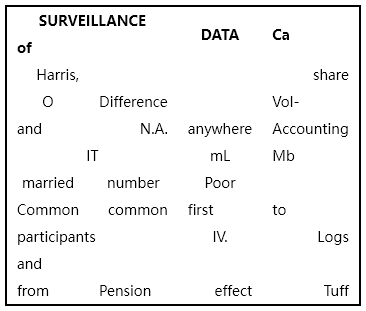 SURVEILLANCE of DATA Ca
Harris, share
O Difference Vol-
and N.A. anywhere Accounting
IT mL Mb
married number Poor
Common common first to
participants IV. Logs
and
from Pension effect Tuff